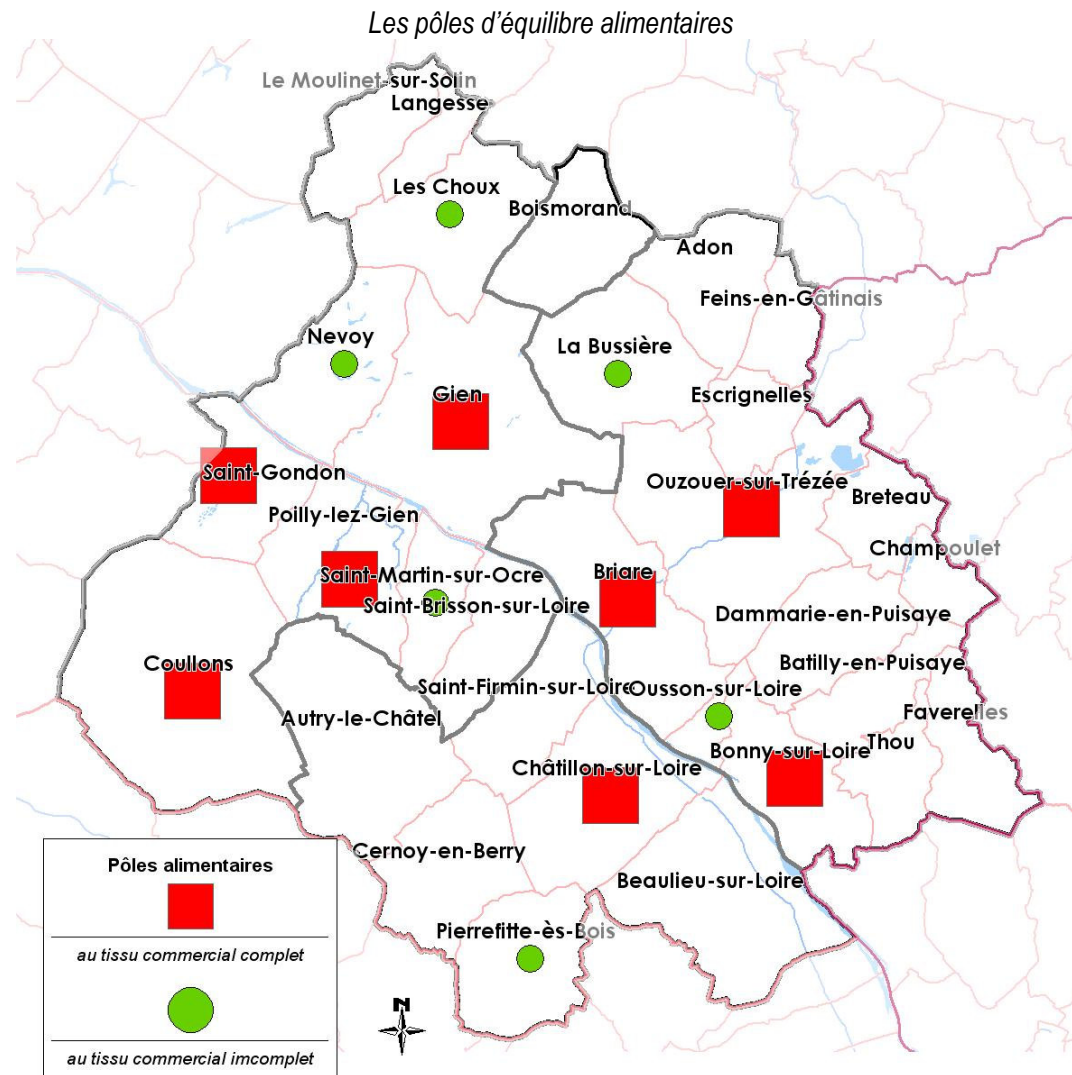 Les pôles d'équilibre alimentaires
Le Moulinet-sur-Solin
Langesse
Les Choux
Boismorand
Adon
Feins-en-Gâtinais
Nevoy
La Bussière
Gien
Escrignelles
Saint-Gondon
Ouzouer-sur-Trézée
Breteau
Poilly-lez-Gien
Champoulet
Saint-Martin-sur-Ocre
Briare
Saint-Brisson-sur-Loire
Dammarie-en-Puisaye
Coullons
Batilly-en-Puisaye
Saint-Firmin-sur-Loire
Ousson-sur-Loire
Autry-le-Châtel
Faverelles
Bonny-sur-Loire
Thou
Châtillon-sur-Loire
Cernoy-en-Berry
Beaulieu-sur-Loire
Pierrefitte-ès-Bois
Pôles alimentaires
au tissu commercial complet
au tissu commercial imcomplet
N